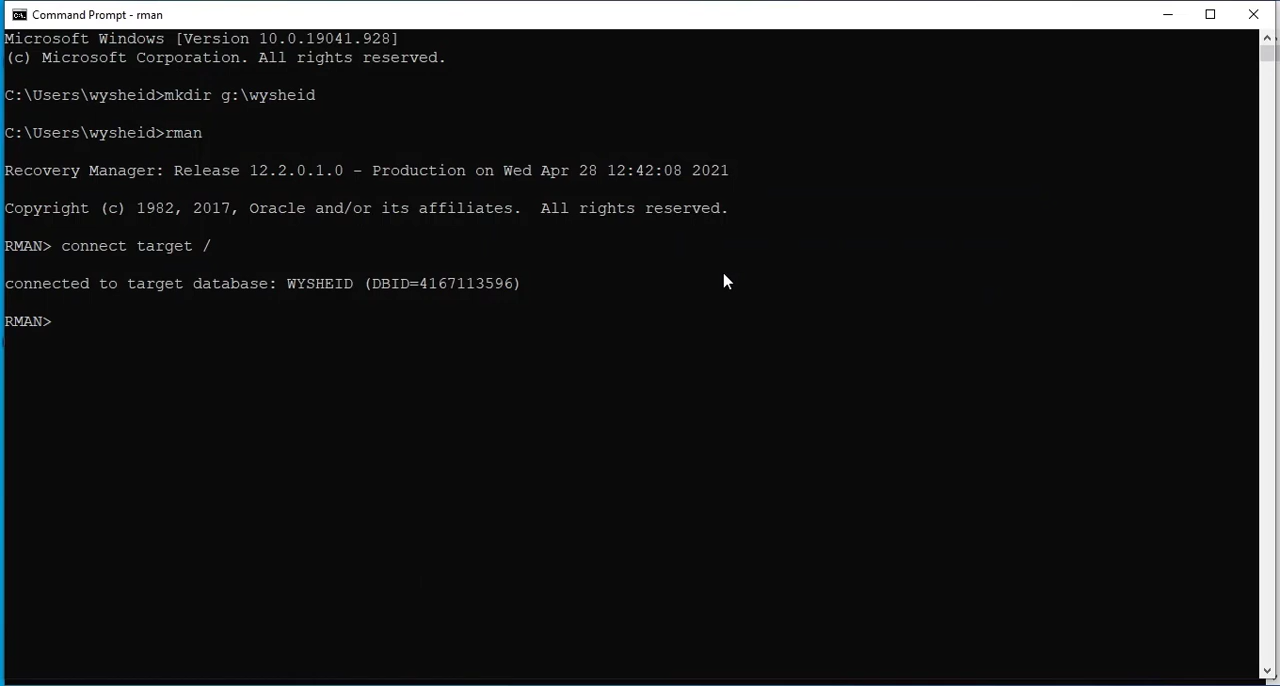 Command Prompt - rman
Microsoft Windows [Version 10.0.19041.928]
(c) Microsoft Corporation. All rights reserved.
C:\Users\wysheid>mkdir g:\wysheid
C:\Users\wysheid>rman
Recovery Manager: Release 12.2.0.1.0 - Production on Wed Apr 28 12:42:08 2021
Copyright (c) 1982, 2017, Oracle and/or its affiliates.  All rights reserved.
RMAN> connect target /
connected to target database: WYSHEID (DBID=4167113596)
RMAN>